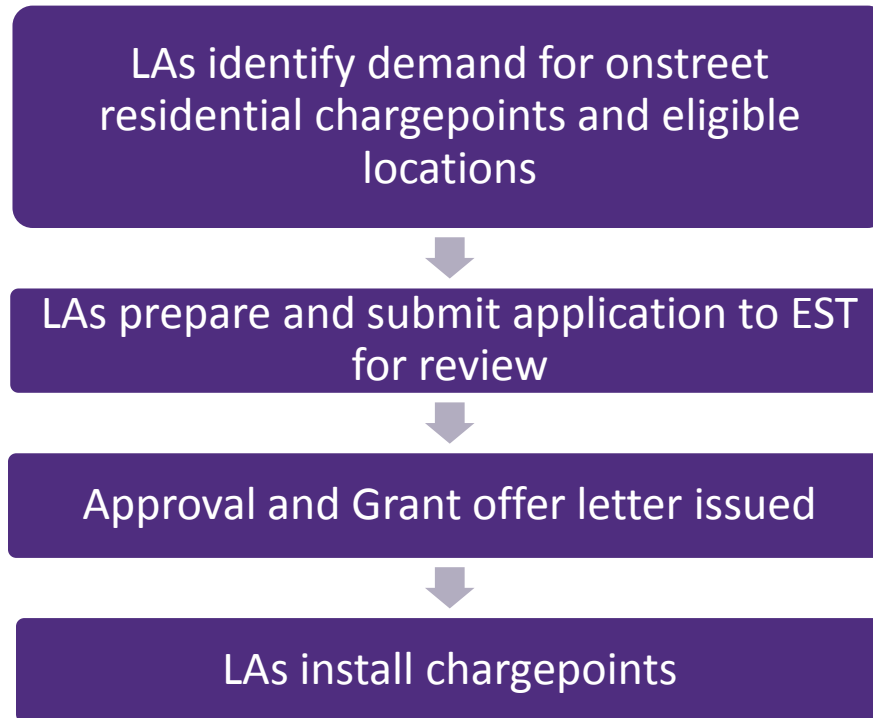 LAs identify demand for onstreet
residential chargepoints and eligible
locations
LAs prepare and submit application to EST
for review
Approval and Grant offer letter issued
LAs install chargepoints